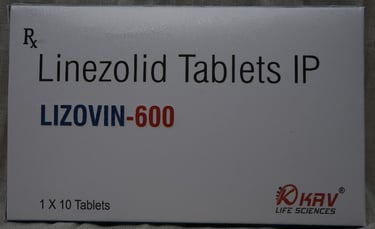 Rx
Linezolid Tablets IP
LIZOVIN-600
1 X 10 Tablets
KAV®
LIFE SCIENCES